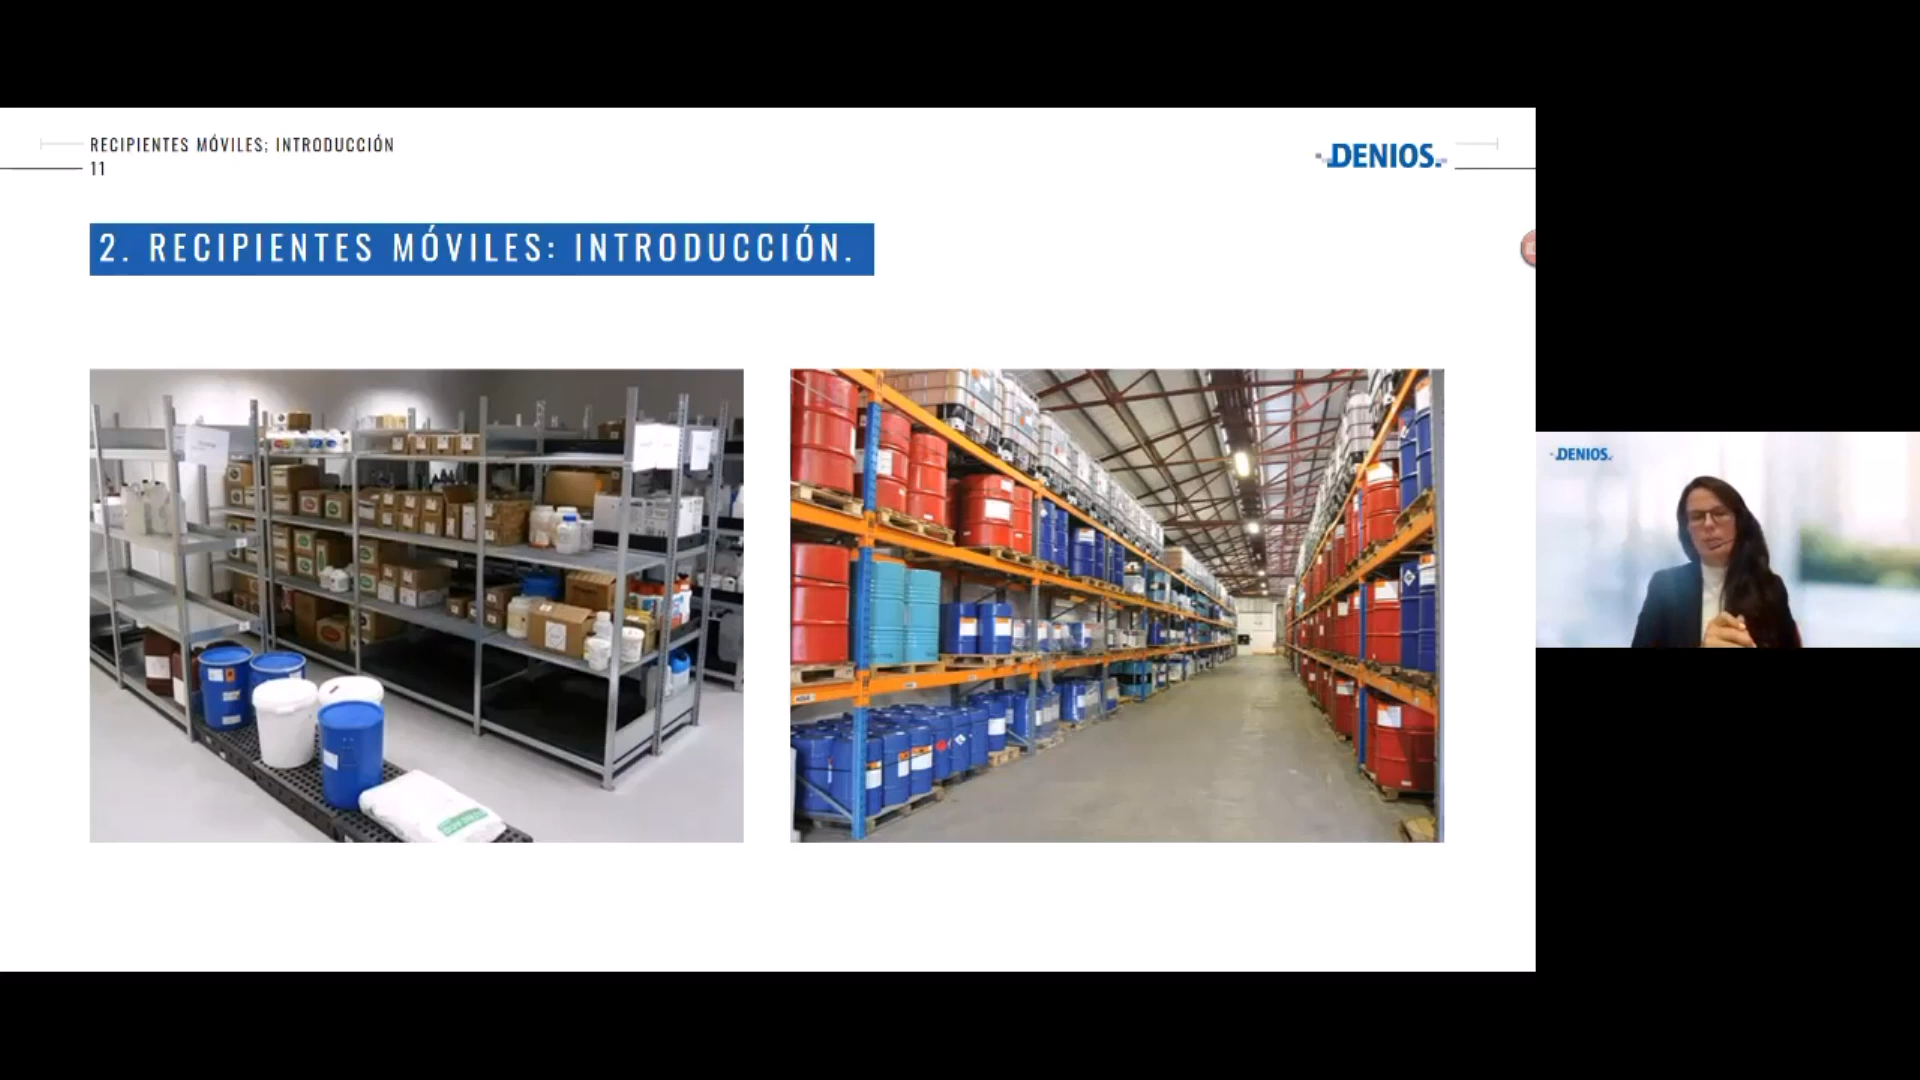 RECIPIENTES MÓVILES; INTRODUCCIÓN
11
DENIOS.
2. RECIPIENTES MÓVILES: INTRODUCCIÓN.
DENIOS.